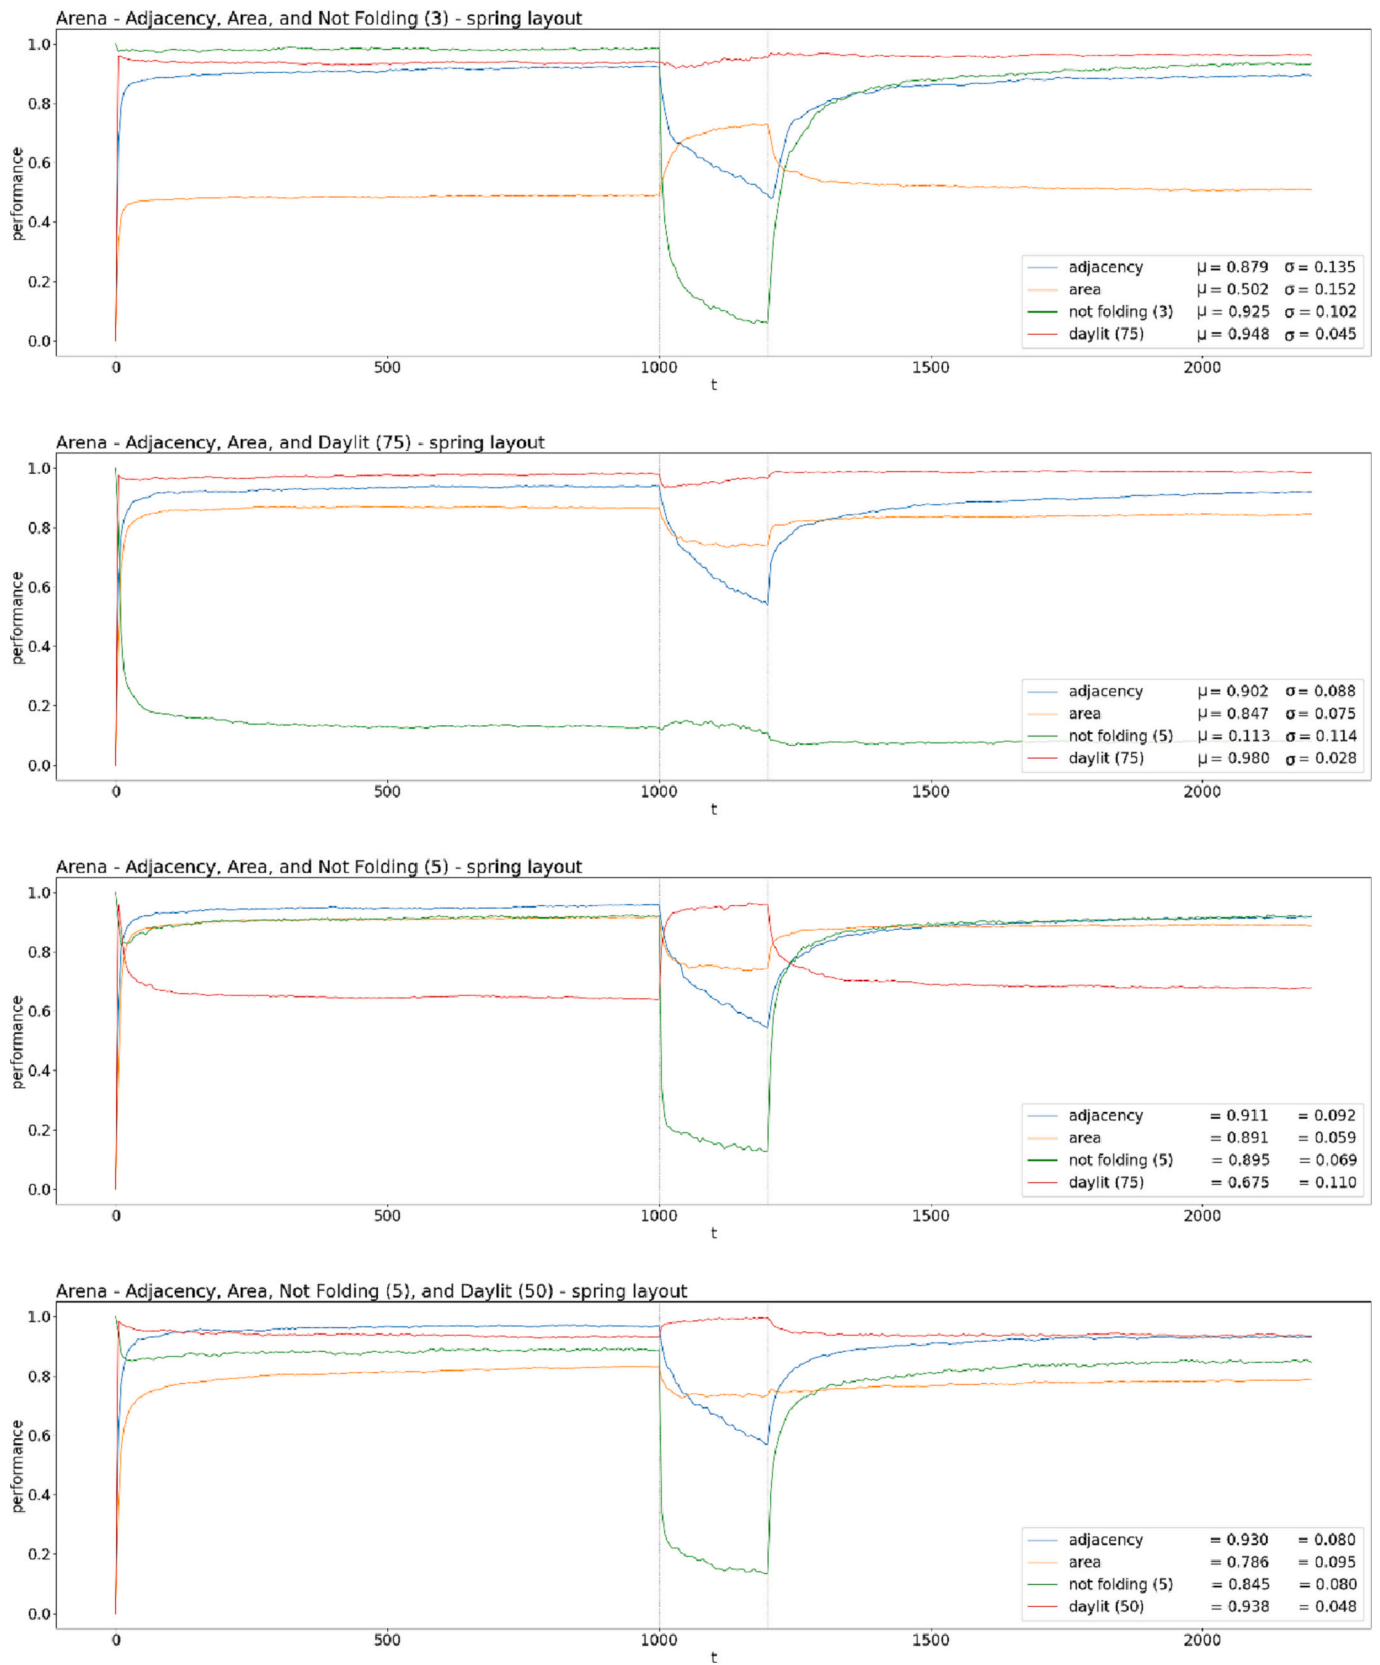 Arena - Adjacency, Area, and Not Folding (3) - spring layout
1.0
0.8
0.6
0.4
0.2
0.0
performance
adjacency μ = 0.879 σ = 0.135
area μ = 0.502 σ = 0.152
not folding (3) μ = 0.925 σ = 0.102
daylit (75) μ = 0.948 σ = 0.045
0 500 1000 1500 2000
t
Arena - Adjacency, Area, and Daylit (75) - spring layout
1.0
0.8
0.6
0.4
0.2
0.0
performance
adjacency μ = 0.902 σ = 0.088
area μ = 0.847 σ = 0.075
not folding (5) μ = 0.113 σ = 0.114
daylit (75) μ = 0.980 σ = 0.028
0 500 1000 1500 2000
t
Arena - Adjacency, Area, and Not Folding (5) - spring layout
1.0
0.8
0.6
0.4
0.2
0.0
performance
adjacency = 0.911 = 0.092
area = 0.891 = 0.059
not folding (5) = 0.895 = 0.069
daylit (75) = 0.675 = 0.110
0 500 1000 1500 2000
t
Arena - Adjacency, Area, Not Folding (5), and Daylit (50) - spring layout
1.0
0.8
0.6
0.4
0.2
0.0
performance
adjacency = 0.930 = 0.080
area = 0.786 = 0.095
not folding (5) = 0.845 = 0.080
daylit (50) = 0.938 = 0.048
0 500 1000 1500 2000
t